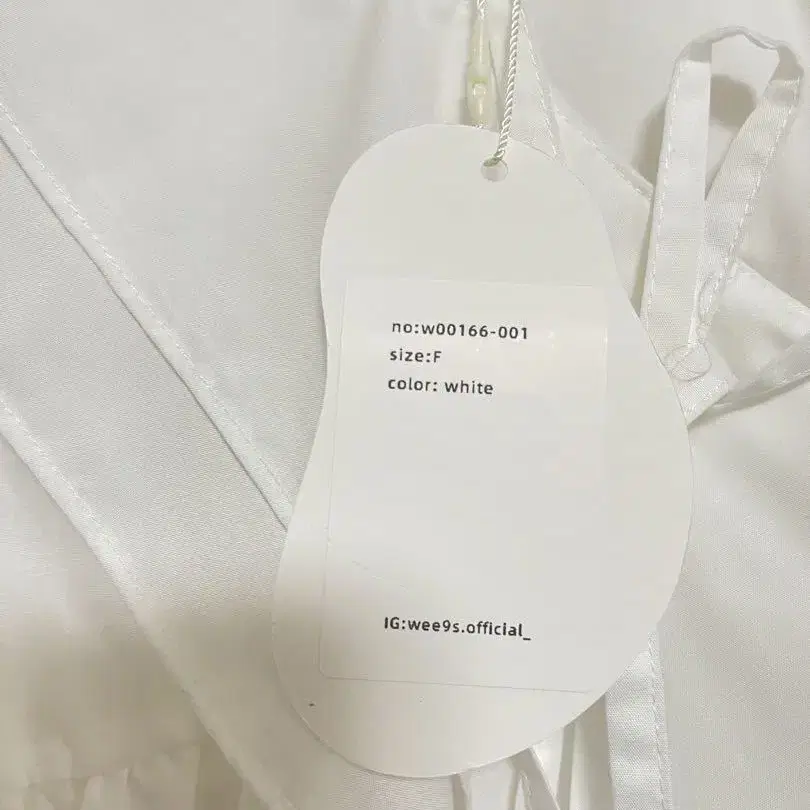 no:w00166-001
size:F
color: white
IG:wee9s.official_